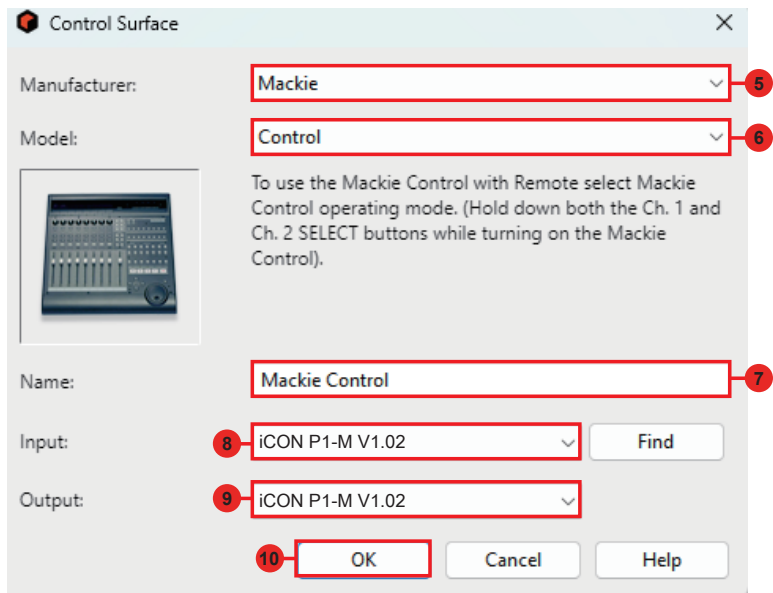 Control Surface
Manufacturer:
Mackie
5
Model:
Control
6
To use the Mackie Control with Remote select Mackie
Control operating mode. (Hold down both the Ch. 1 and
Ch. 2 SELECT buttons while turning on the Mackie
Control).
Name:
Mackie Control
7
Input:
8
iCON P1-M V1.02
Find
Output:
9
iCON P1-M V1.02
10
OK
Cancel
Help